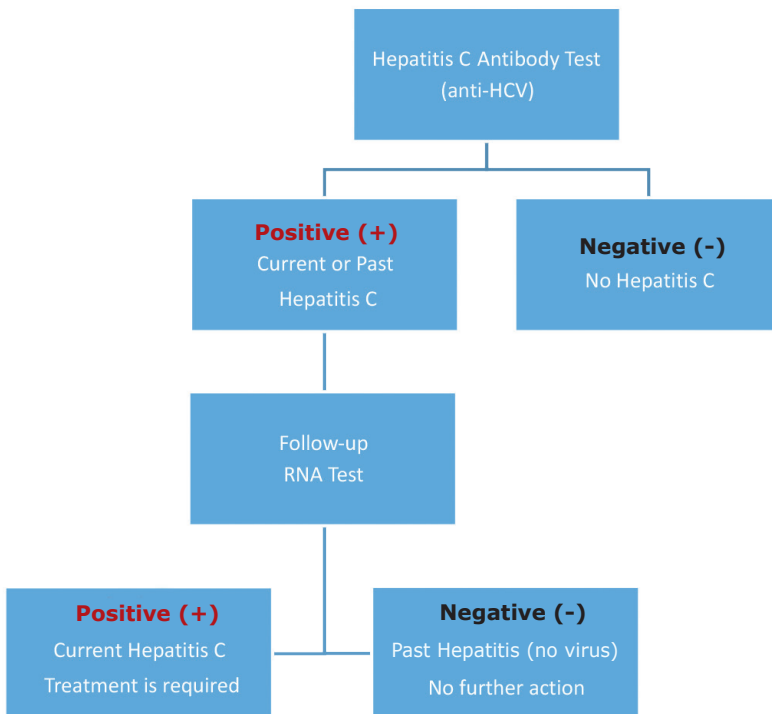 Hepatitis C Antibody Test
(anti-HCV)
Positive (+)
Current or Past
Hepatitis C
Negative (-)
No Hepatitis C
Follow-up
RNA Test
Positive (+)
Current Hepatitis C
Treatment is required
Negative (-)
Past Hepatitis (no virus)
No further action